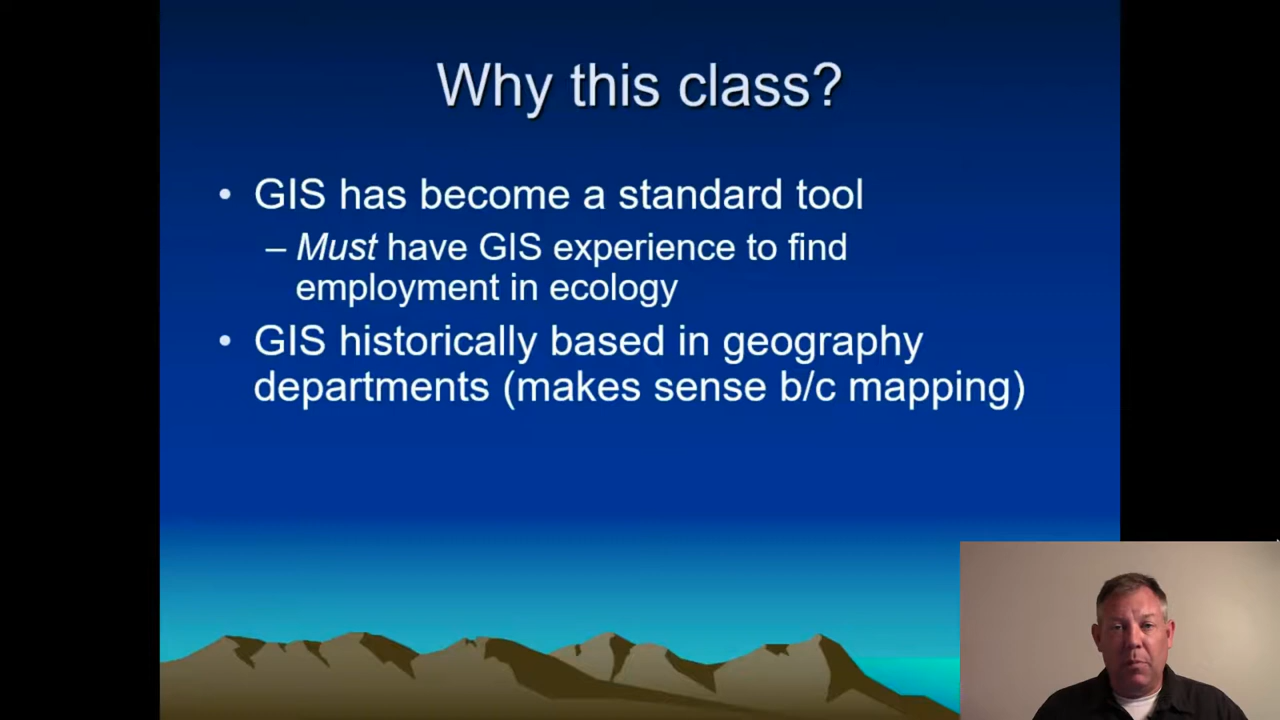 Why this class?
• GIS has become a standard tool
– Must have GIS experience to find
employment in ecology
• GIS historically based in geography
departments (makes sense b/c mapping)